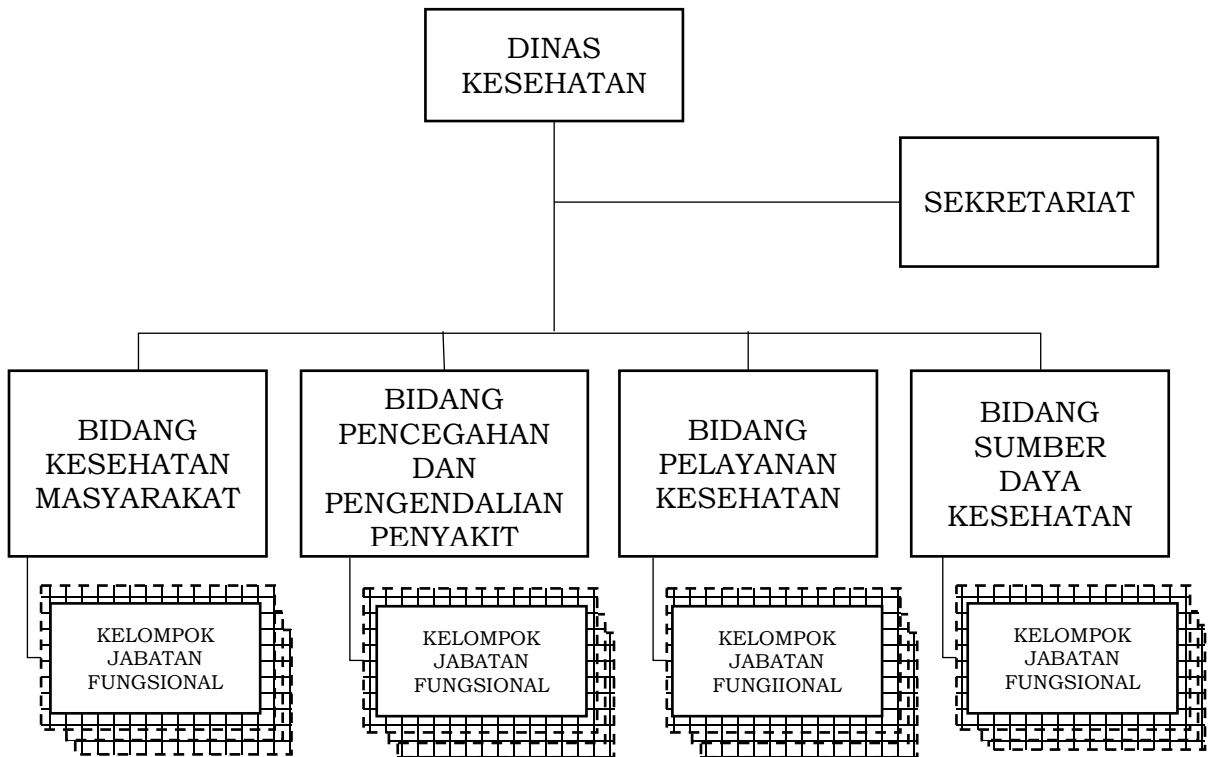 DINAS
KESEHATAN
SEKRETARIAT
BIDANG
KESEHATAN
MASYARAKAT
BIDANG
PENCEGAHAN
DAN
PENGENDALIAN
PENYAKIT
BIDANG
PELAYANAN
KESEHATAN
BIDANG
SUMBER
DAYA
KESEHATAN
KELOMPOK
JABATAN
FUNGSIONAL
KELOMPOK
JABATAN
FUNGSIONAL
KELOMPOK
JABATAN
FUNGIIONAL
KELOMPOK
JABATAN
FUNGSIONAL